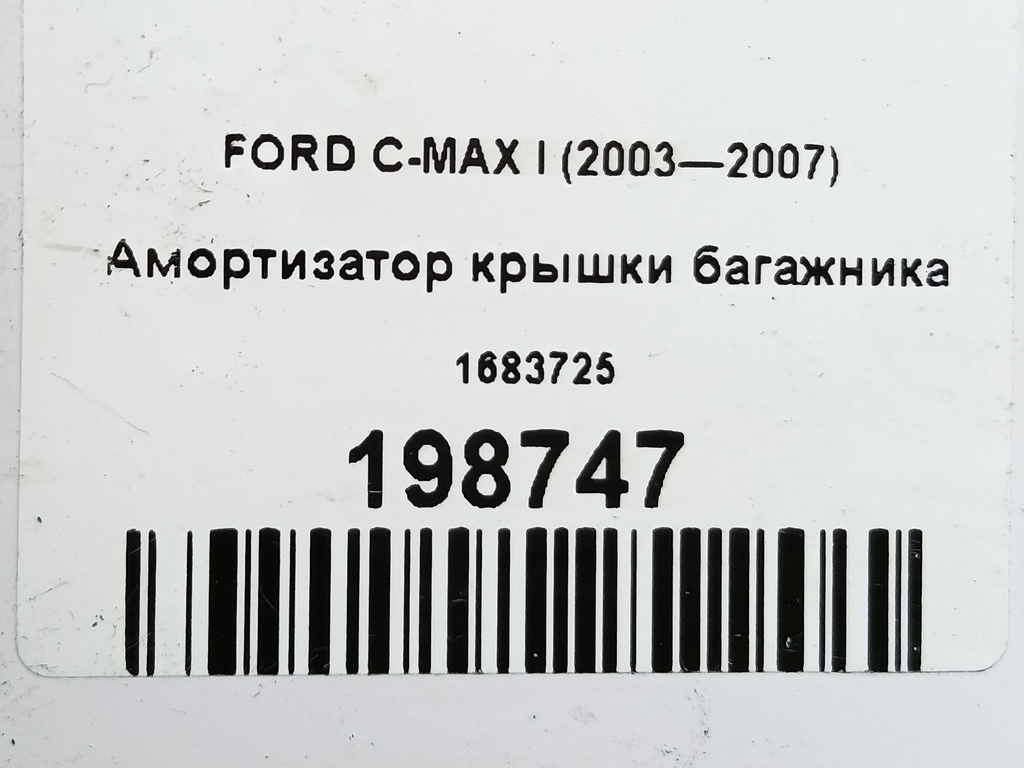 FORD C-MAX I (2003—2007)
Амортизатор крышки багажника
1683725
198747